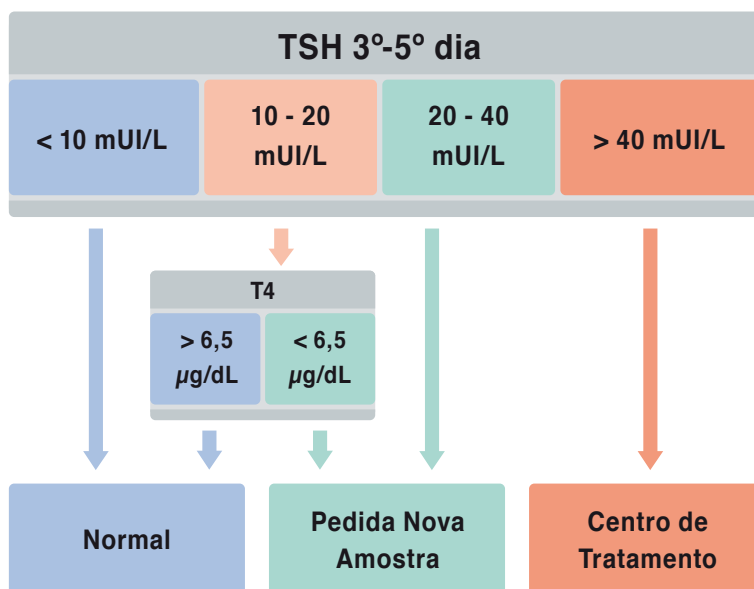 TSH 3º-5º dia
< 10 mUI/L
10 - 20
mUI/L
20 - 40
mUI/L
> 40 mUI/L
T4
> 6,5
µg/dL
< 6,5
µg/dL
Normal
Pedida Nova
Amostra
Centro de
Tratamento